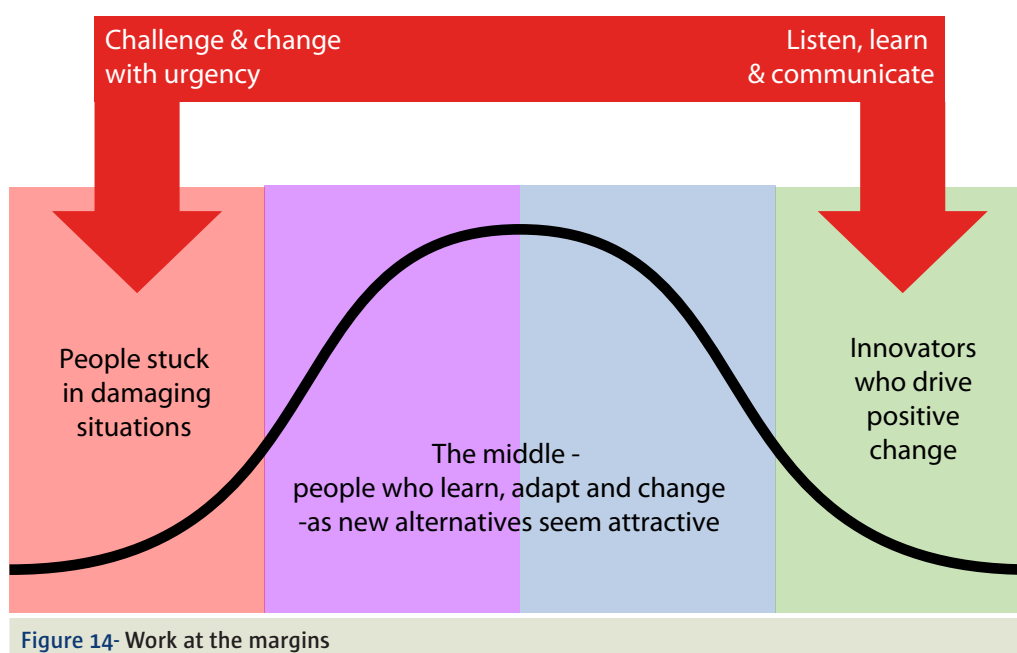 Challenge & change
with urgency
Listen, learn
& communicate
People stuck
in damaging
situations
The middle -
people who learn, adapt and change
-as new alternatives seem attractive
Innovators
who drive
positive
change
Figure 14- Work at the margins